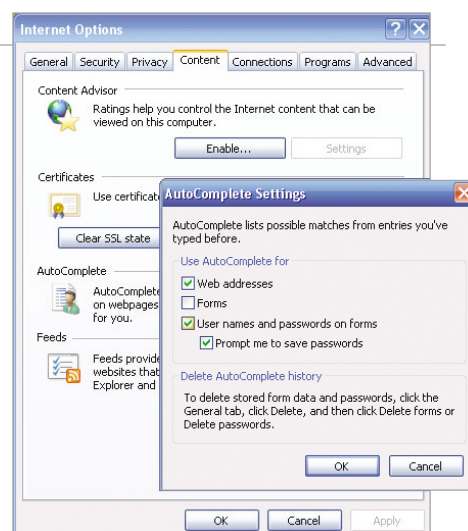 Internet Options
General Security Privacy Content Connections Programs Advanced
Content Advisor
Ratings help you control the Internet content that can be
viewed on this computer.
Enable... Settings
Certificates
Use certificat
Clear SSL state
AutoComplete
AutoComplete
on webpages
for you.
Feeds
Feeds provide
websites that
Explorer and
AutoComplete Settings
AutoComplete lists possible matches from entries you've
typed before.
Use AutoComplete for
Web addresses
Forms
User names and passwords on forms
Prompt me to save passwords
Delete AutoComplete history
To delete stored form data and passwords, click the
General tab, click Delete, and then click Delete forms or
Delete passwords.
OK Cancel
OK Cancel Apply